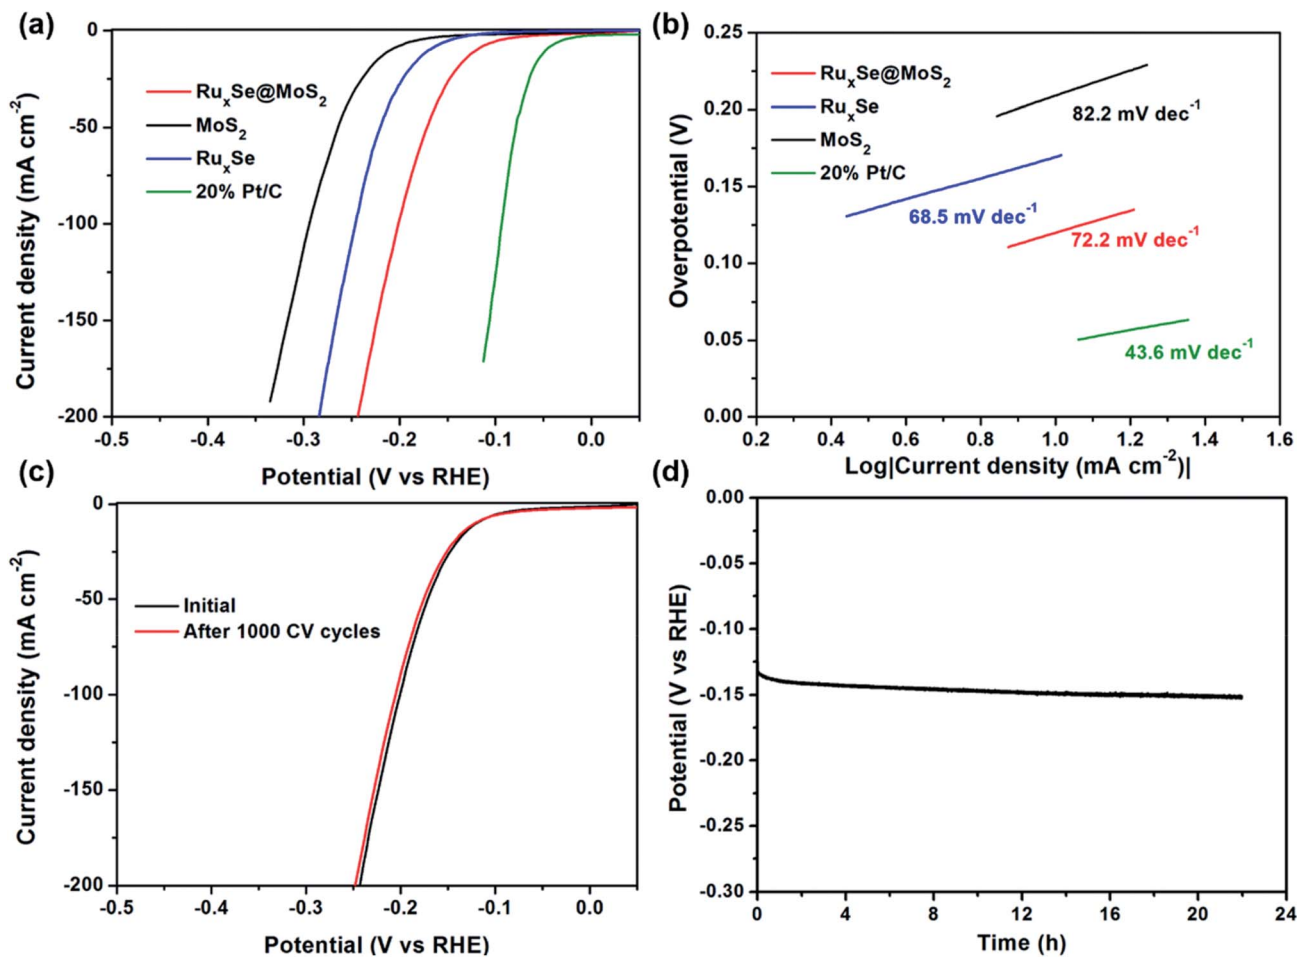 (a)
0
-50
-100
-150
-200
-0.5
-0.4
-0.3
-0.2
-0.1
0.0
Current density (mA cm⁻²)
Potential (V vs RHE)
RuₓSe@MoS₂
MoS₂
RuₓSe
20% Pt/C
(b)
0.25
0.20
0.15
0.10
0.05
0.00
0.2
0.4
0.6
0.8
1.0
1.2
1.4
1.6
Overpotential (V)
Log|Current density (mA cm⁻²)|
RuₓSe@MoS₂
RuₓSe
MoS₂
20% Pt/C
82.2 mV dec⁻¹
68.5 mV dec⁻¹
72.2 mV dec⁻¹
43.6 mV dec⁻¹
(c)
0
-50
-100
-150
-200
-0.5
-0.4
-0.3
-0.2
-0.1
0.0
Current density (mA cm⁻²)
Potential (V vs RHE)
Initial
After 1000 CV cycles
(d)
0.00
-0.05
-0.10
-0.15
-0.20
-0.25
-0.30
0
4
8
12
16
20
24
Potential (V vs RHE)
Time (h)